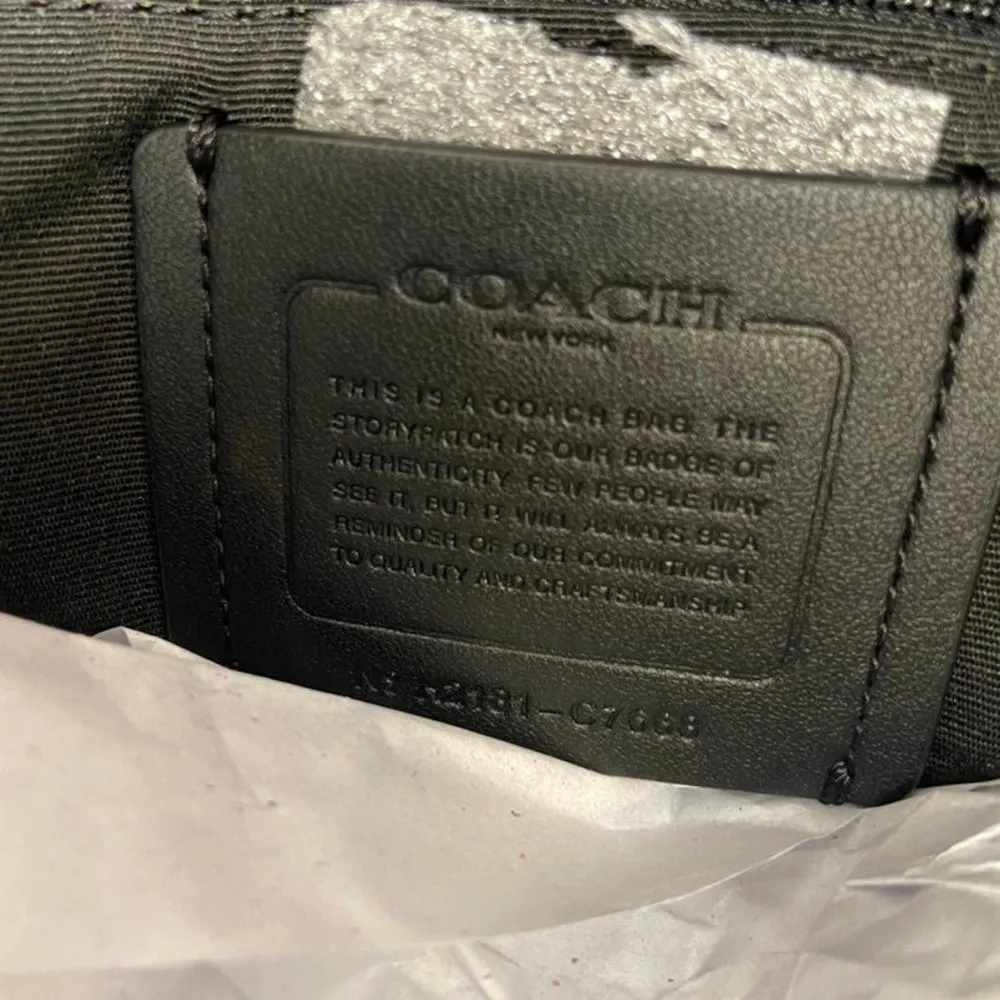 COACH
NEW YORK
THIS IS A COACH BAG. THE
STORYPATCH IS OUR BADGE OF
AUTHENTICITY. FEW PEOPLE MAY
SEE IT, BUT IT WILL ALWAYS BE A
REMINDER OF OUR COMMITMENT
TO QUALITY AND CRAFTSMANSHIP.
Nº